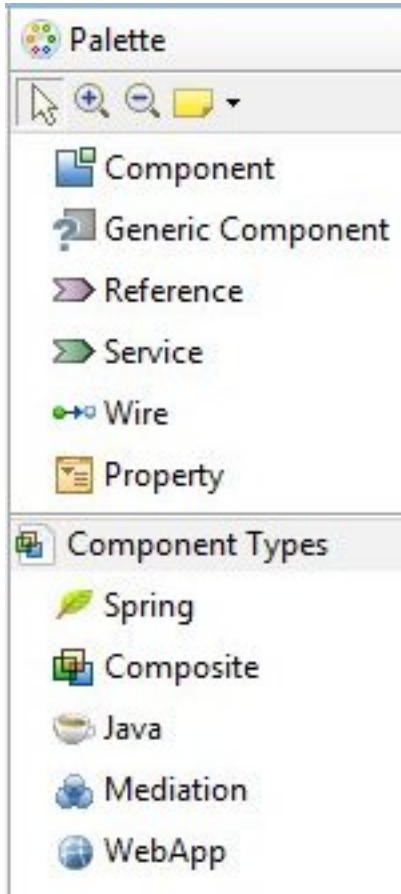 Palette
Component
Generic Component
Reference
Service
Wire
Property
Component Types
Spring
Composite
Java
Mediation
WebApp